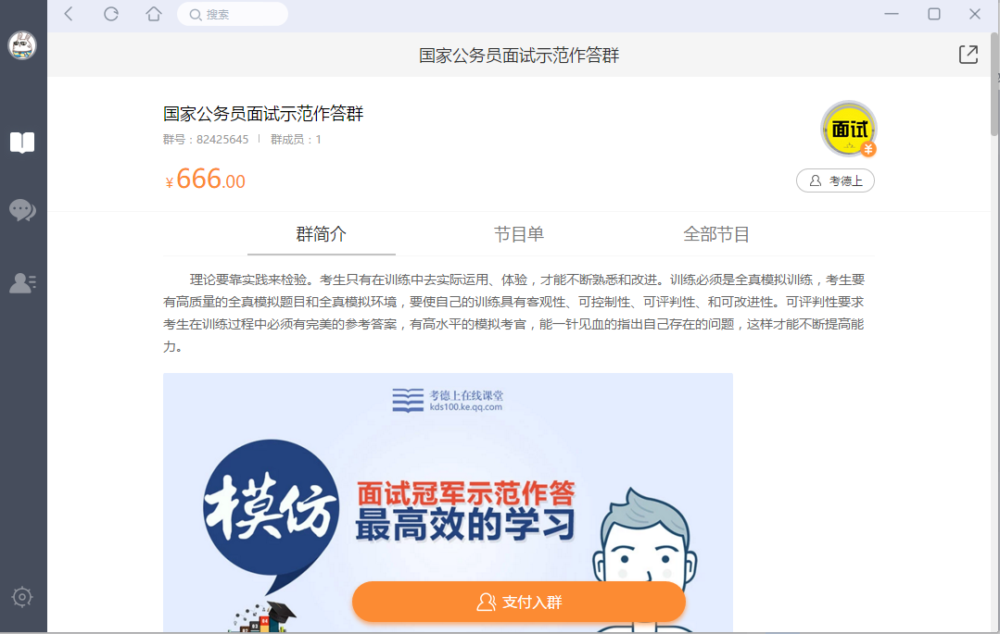 搜索
国家公务员面试示范作答群
国家公务员面试示范作答群
群号：82425645 | 群成员：1
面试
¥
¥666.00
考德上
群简介
节目单
全部节目
理论要靠实践来检验。考生只有在训练中去实际运用、体验，才能不断熟悉和改进。训练必须是全真模拟训练，考生要
有高质量的全真模拟题目和全真模拟环境，要使自己的训练具有客观性、可控制性、可评判性、和可改进性。可评判性要求
考生在训练过程中必须有完美的参考答案，有高水平的模拟考官，能一针见血的指出自己存在的问题，这样才能不断提高能
力。
考德上在线课堂
kds100.ke.qq.com
模仿
面试冠军示范作答
最高效的学习
支付入群